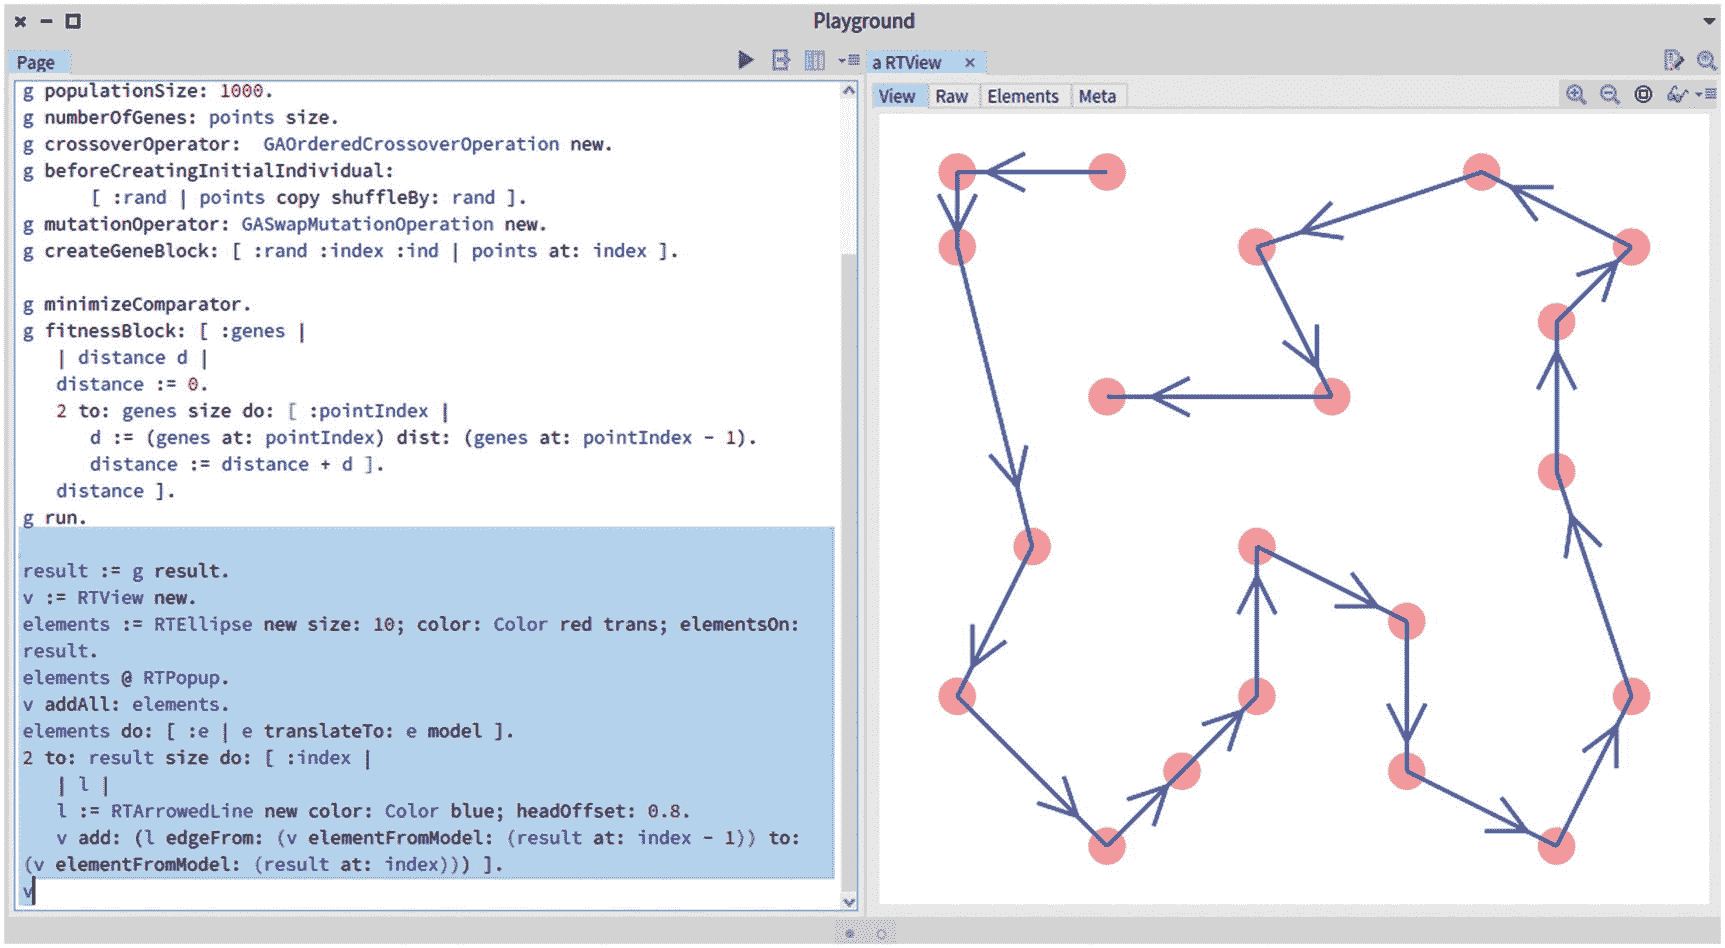 Playground
Page
g populationSize: 1000.
g numberOfGenes: points size.
g crossoverOperator:  GAOrderedCrossoverOperation new.
g beforeCreatingInitialIndividual:
[ :rand | points copy shuffleBy: rand ].
g mutationOperator: GASwapMutationOperation new.
g createGeneBlock: [ :rand :index :ind | points at: index ].
g minimizeComparator.
g fitnessBlock: [ :genes |
| distance d |
distance := 0.
2 to: genes size do: [ :pointIndex |
d := (genes at: pointIndex) dist: (genes at: pointIndex - 1).
distance := distance + d ].
distance ].
g run.
result := g result.
v := RTView new.
elements := RTEllipse new size: 10; color: Color red trans; elementsOn:
result.
elements @ RTPopup.
v addAll: elements.
elements do: [ :e | e translateTo: e model ].
2 to: result size do: [ :index |
| l |
l := RTArrowedLine new color: Color blue; headOffset: 0.8.
v add: (l edgeFrom: (v elementFromModel: (result at: index - 1)) to:
(v elementFromModel: (result at: index))) ].
v
a RTView
View Raw Elements Meta